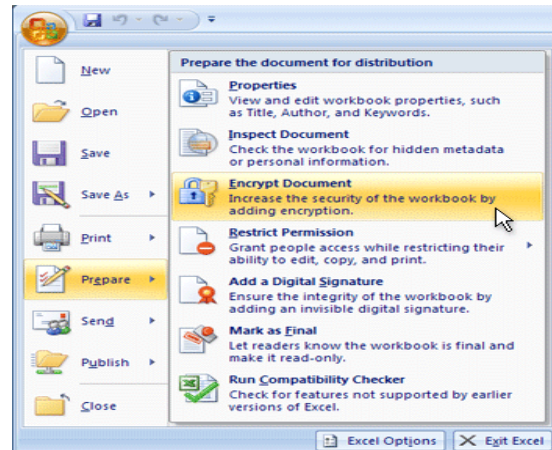 New
Open
Save
Save As
Print
Prepare
Send
Publish
Close
Prepare the document for distribution
Properties
View and edit workbook properties, such
as Title, Author, and Keywords.
Inspect Document
Check the workbook for hidden metadata
or personal information.
Encrypt Document
Increase the security of the workbook by
adding encryption.
Restrict Permission
Grant people access while restricting their
ability to edit, copy, and print.
Add a Digital Signature
Ensure the integrity of the workbook by
adding an invisible digital signature.
Mark as Final
Let readers know the workbook is final and
make it read-only.
Run Compatibility Checker
Check for features not supported by earlier
versions of Excel.
Excel Options
Exit Excel